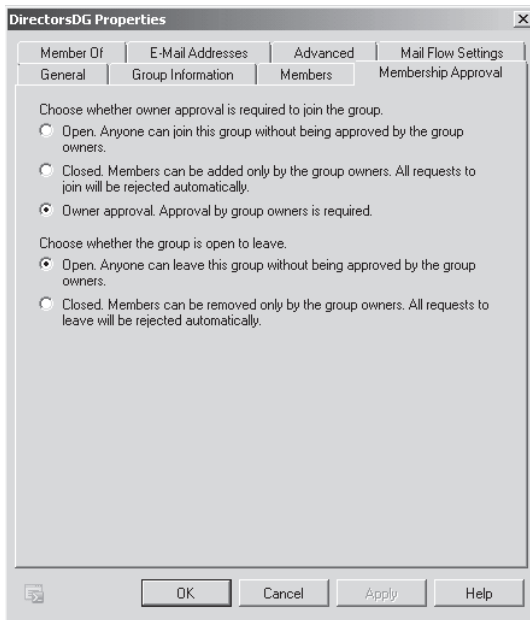 DirectorsDG Properties
Member Of
E-Mail Addresses
Advanced
Mail Flow Settings
General
Group Information
Members
Membership Approval
Choose whether owner approval is required to join the group.
Open. Anyone can join this group without being approved by the group
owners.
Closed. Members can be added only by the group owners. All requests to
join will be rejected automatically.
Owner approval. Approval by group owners is required.
Choose whether the group is open to leave.
Open. Anyone can leave this group without being approved by the group
owners.
Closed. Members can be removed only by the group owners. All requests to
leave will be rejected automatically.
OK
Cancel
Apply
Help